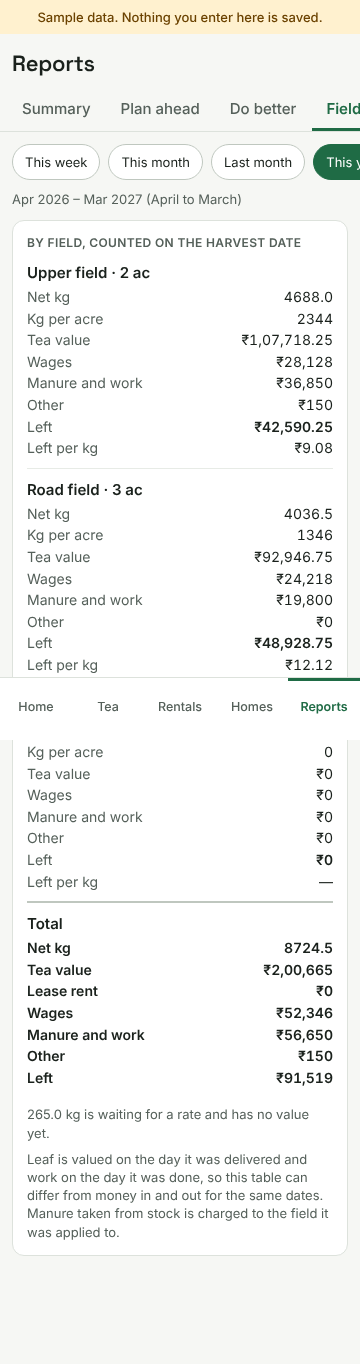 Sample data. Nothing you enter here is saved.
Reports
Summary Plan ahead Do better Field
This week This month Last month This y
Apr 2026 – Mar 2027 (April to March)
BY FIELD, COUNTED ON THE HARVEST DATE
Upper field · 2 ac
Net kg 4688.0
Kg per acre 2344
Tea value ₹1,07,718.25
Wages ₹28,128
Manure and work ₹36,850
Other ₹150
Left ₹42,590.25
Left per kg ₹9.08
Road field · 3 ac
Net kg 4036.5
Kg per acre 1346
Tea value ₹92,946.75
Wages ₹24,218
Manure and work ₹19,800
Other ₹0
Left ₹48,928.75
Left per kg ₹12.12
Home Tea Rentals Homes Reports
Kg per acre 0
Tea value ₹0
Wages ₹0
Manure and work ₹0
Other ₹0
Left ₹0
Left per kg —
Total
Net kg 8724.5
Tea value ₹2,00,665
Lease rent ₹0
Wages ₹52,346
Manure and work ₹56,650
Other ₹150
Left ₹91,519
265.0 kg is waiting for a rate and has no value
yet.
Leaf is valued on the day it was delivered and
work on the day it was done, so this table can
differ from money in and out for the same dates.
Manure taken from stock is charged to the field it
was applied to.